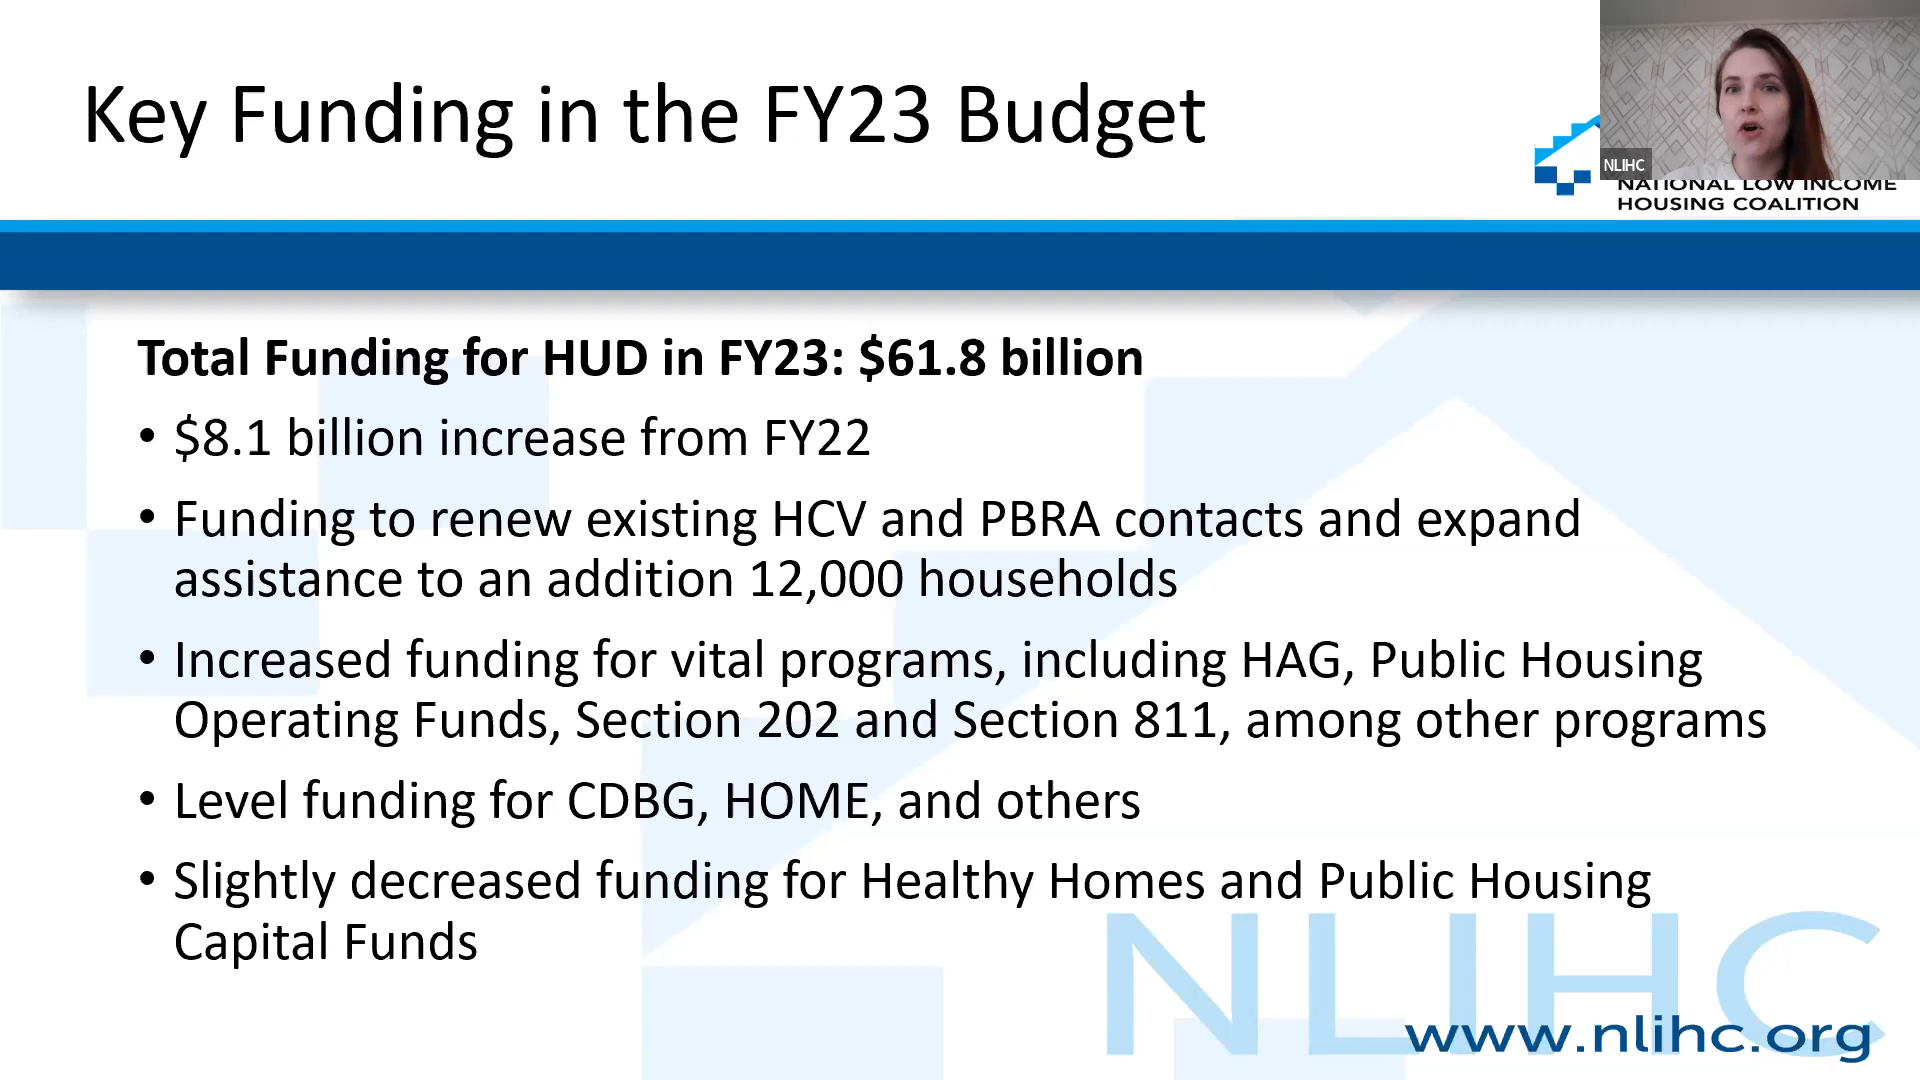 Key Funding in the FY23 Budget
NLIHC
NATIONAL LOW INCOME
HOUSING COALITION
Total Funding for HUD in FY23: $61.8 billion
• $8.1 billion increase from FY22
• Funding to renew existing HCV and PBRA contacts and expand
assistance to an addition 12,000 households
• Increased funding for vital programs, including HAG, Public Housing
Operating Funds, Section 202 and Section 811, among other programs
• Level funding for CDBG, HOME, and others
• Slightly decreased funding for Healthy Homes and Public Housing
Capital Funds
NLIHC
www.nlihc.org